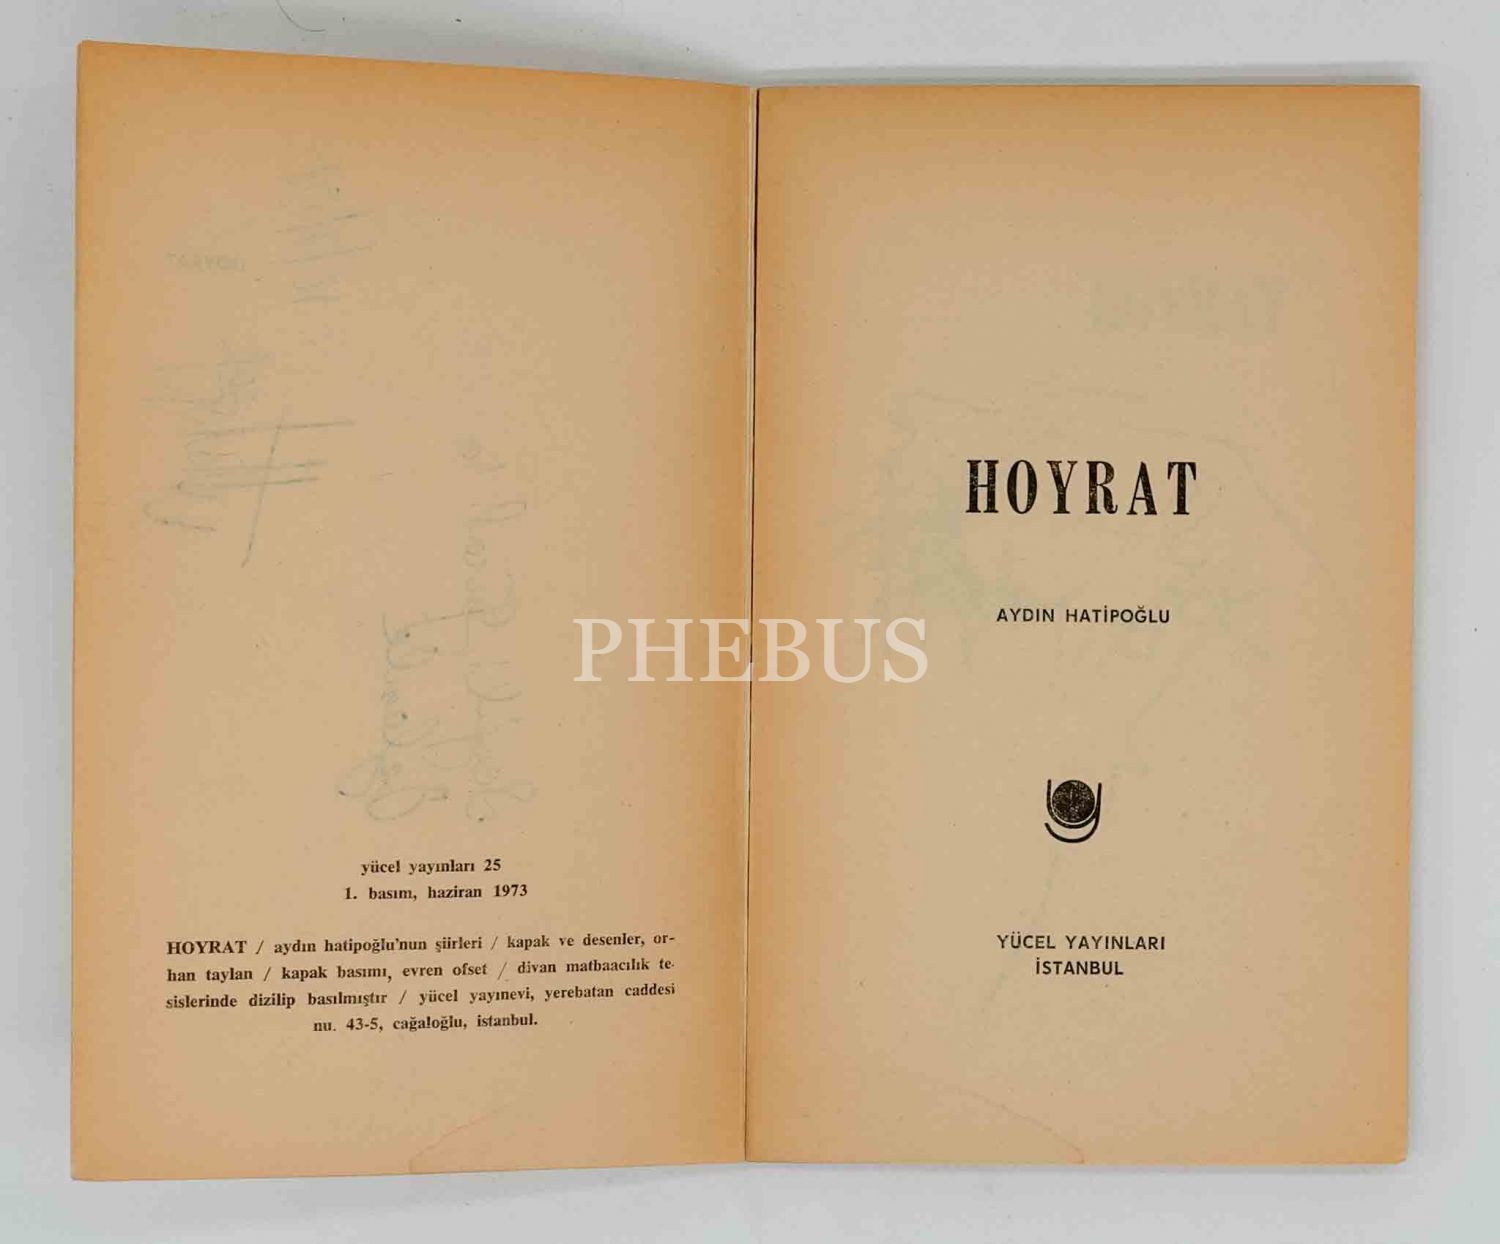 yücel yayınları 25
1. basım, haziran 1973
HOYRAT / aydın hatipoğlu'nun şiirleri / kapak ve desenler, or-
han taylan / kapak basımı, evren ofset / divan matbaacılık te-
sislerinde dizilip basılmıştır / yücel yayınevi, yerebatan caddesi
nu. 43-5, cağaloğlu, istanbul.
HOYRAT
AYDIN HATİPOĞLU
YÜCEL YAYINLARI
İSTANBUL
PHEBUS